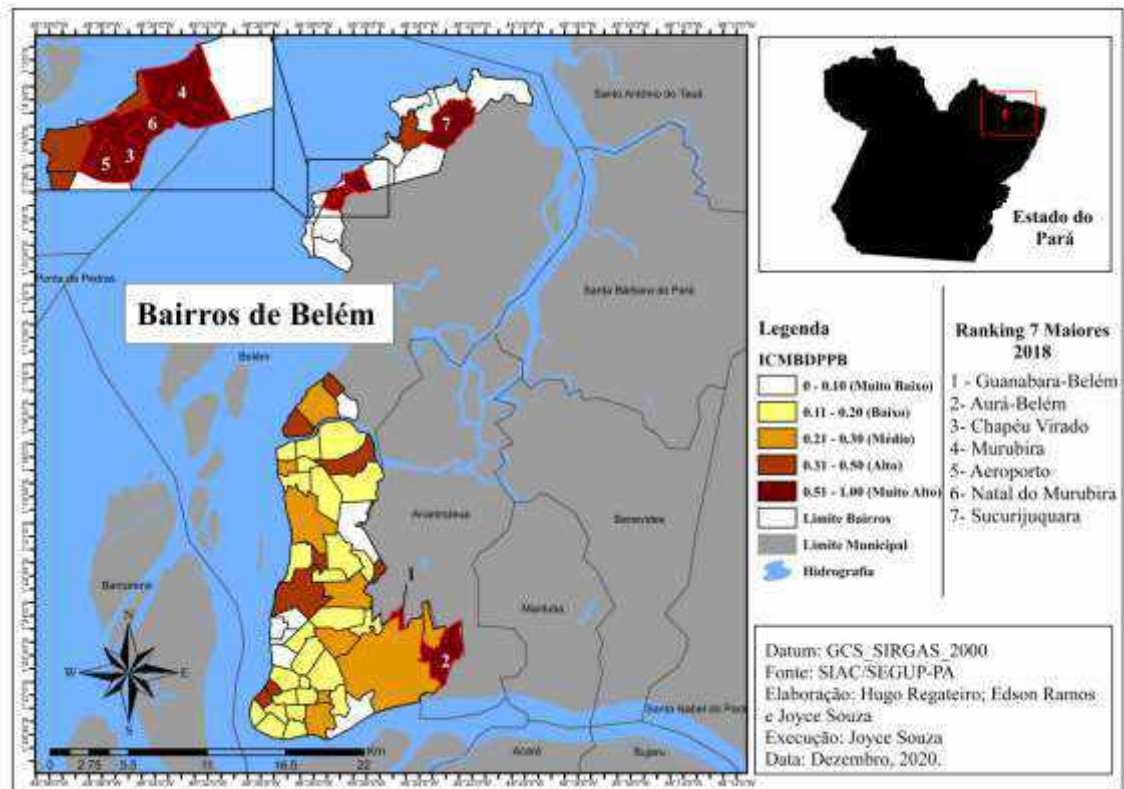 Santo Antônio do Tauá
4
6
3
5
7
Estado do
Pará
Ponta de Pedras
Santa Bárbara do Pará
Bairros de Belém
Belém
Legenda
ICMBDPPB
0 - 0.10 (Muito Baixo)
0.11 - 0.20 (Baixo)
0.21 - 0.30 (Médio)
0.31 - 0.50 (Alto)
0.51 - 1.00 (Muito Alto)
Limite Bairros
Limite Municipal
Hidrografia
Ranking 7 Maiores
2018
1 - Guanabara-Belém
2- Aurá-Belém
3- Chapéu Virado
4- Murubira
5- Aeroporto
6- Natal do Murubira
7- Sucurijuquara
Ananindeua
Benevides
Barcarena
1
Marituba
2
N
W
E
S
Santa Isabel do Pará
Acará
Bujaru
Km
0 2.75 5.5 11 16.5 22
Datum: GCS_SIRGAS_2000
Fonte: SIAC/SEGUP-PA
Elaboração: Hugo Regateiro; Edson Ramos
e Joyce Souza
Execução: Joyce Souza
Data: Dezembro, 2020.